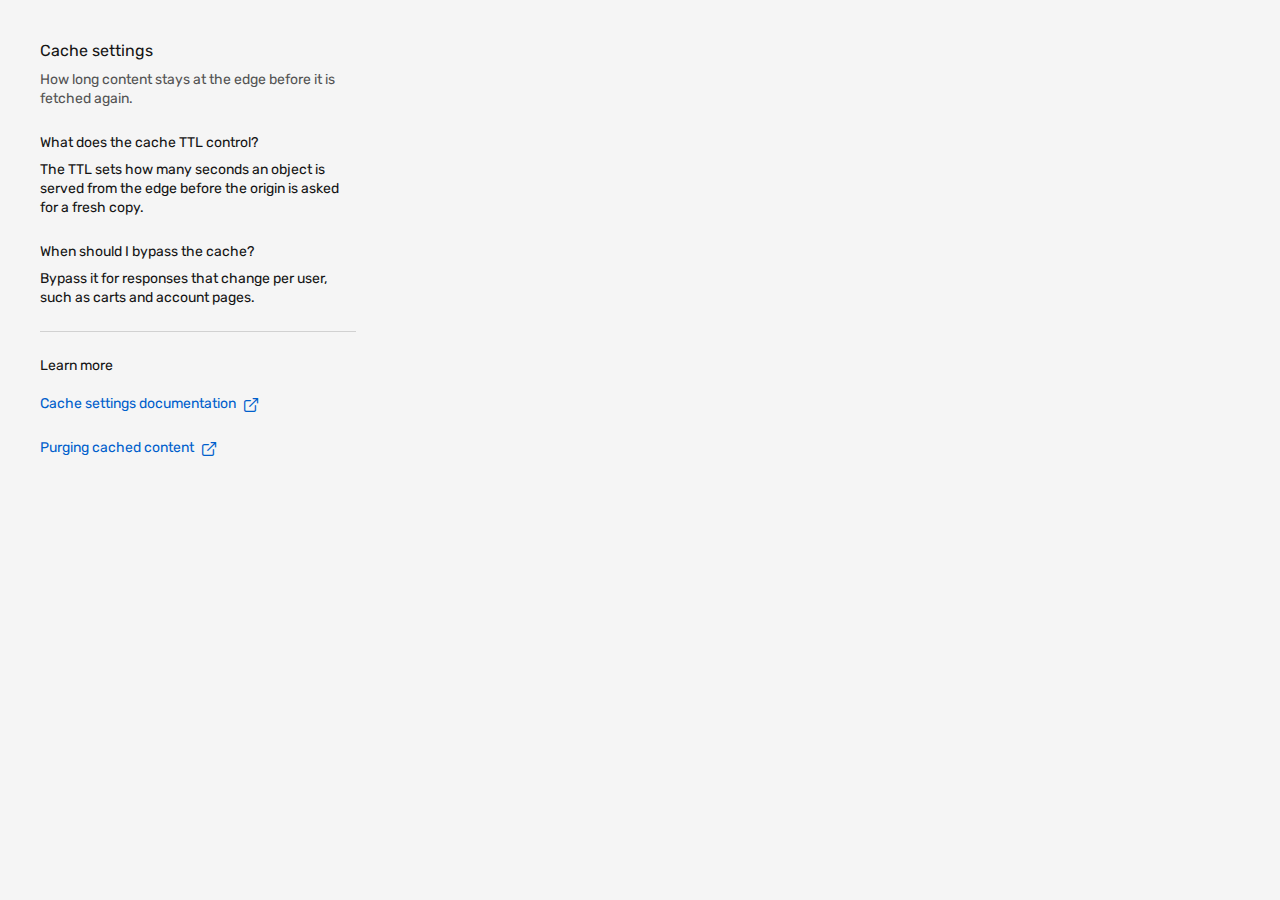 Cache settings
How long content stays at the edge before it is
fetched again.
What does the cache TTL control?
The TTL sets how many seconds an object is
served from the edge before the origin is asked
for a fresh copy.
When should I bypass the cache?
Bypass it for responses that change per user,
such as carts and account pages.
Learn more
Cache settings documentation
Purging cached content